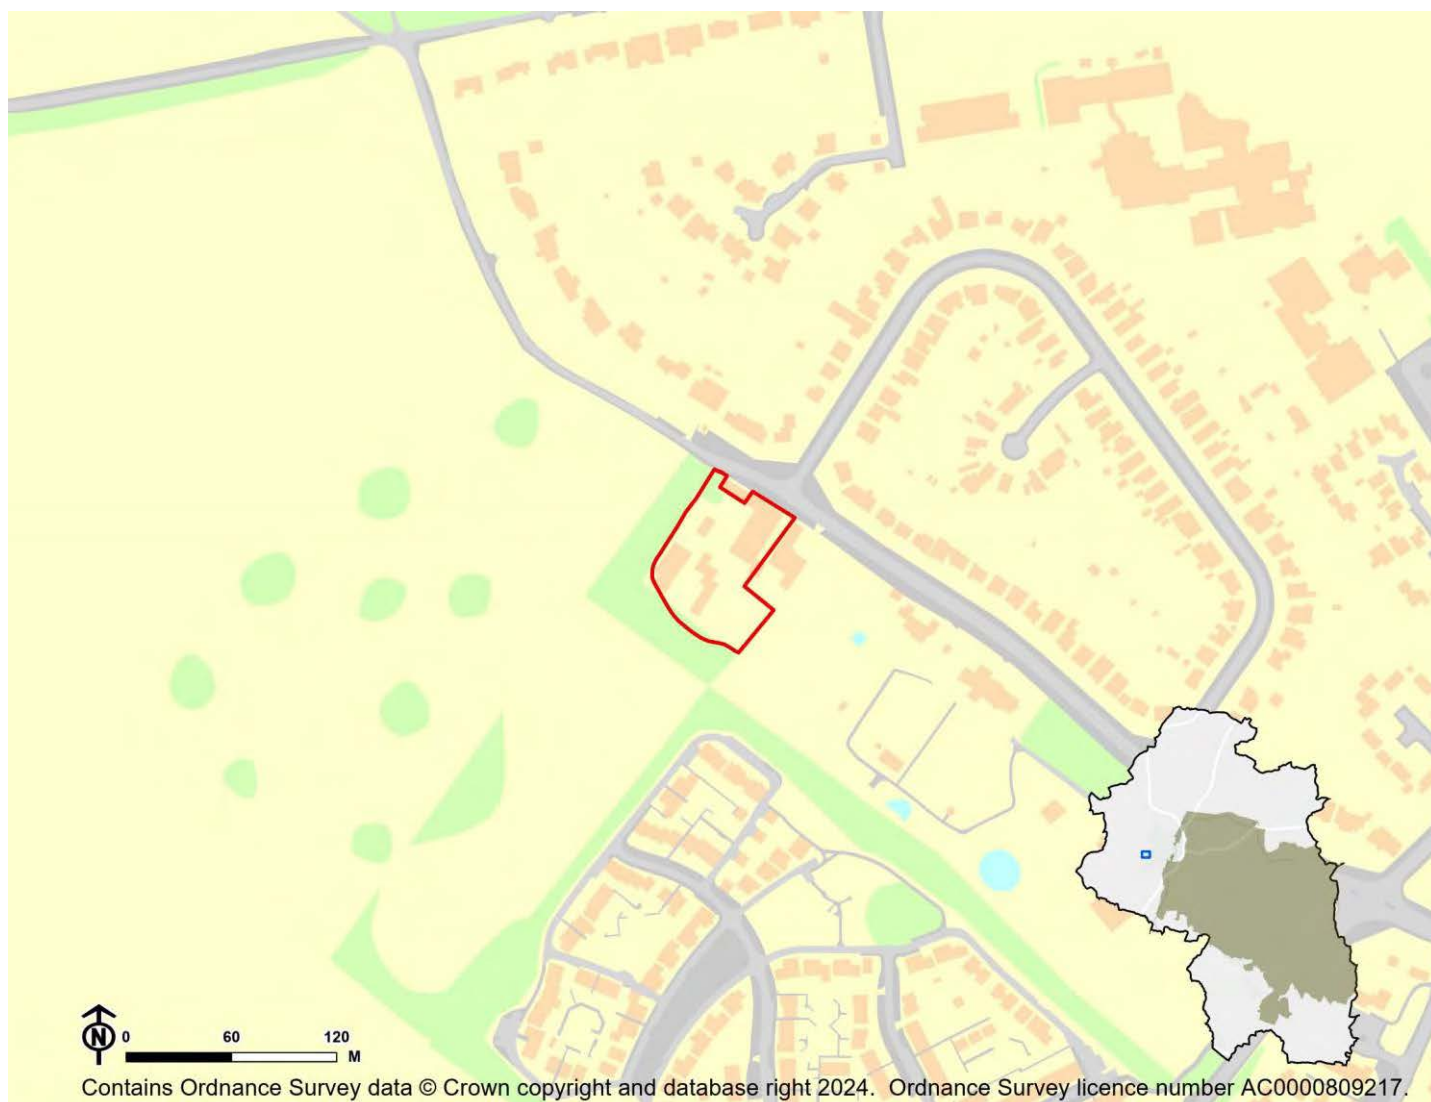 N
0 60 120
M
Contains Ordnance Survey data © Crown copyright and database right 2024. Ordnance Survey licence number AC0000809217.